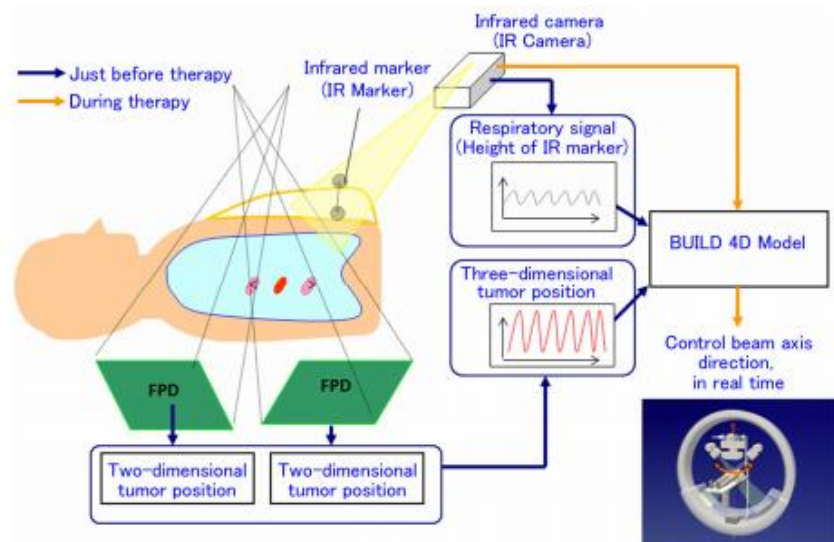 Infrared camera
(IR Camera)
Just before therapy
During therapy
Infrared marker
(IR Marker)
Respiratory signal
(Height of IR marker)
BUILD 4D Model
Three-dimensional
tumor position
Control beam axis
direction,
in real time
FPD
FPD
Two-dimensional
tumor position
Two-dimensional
tumor position